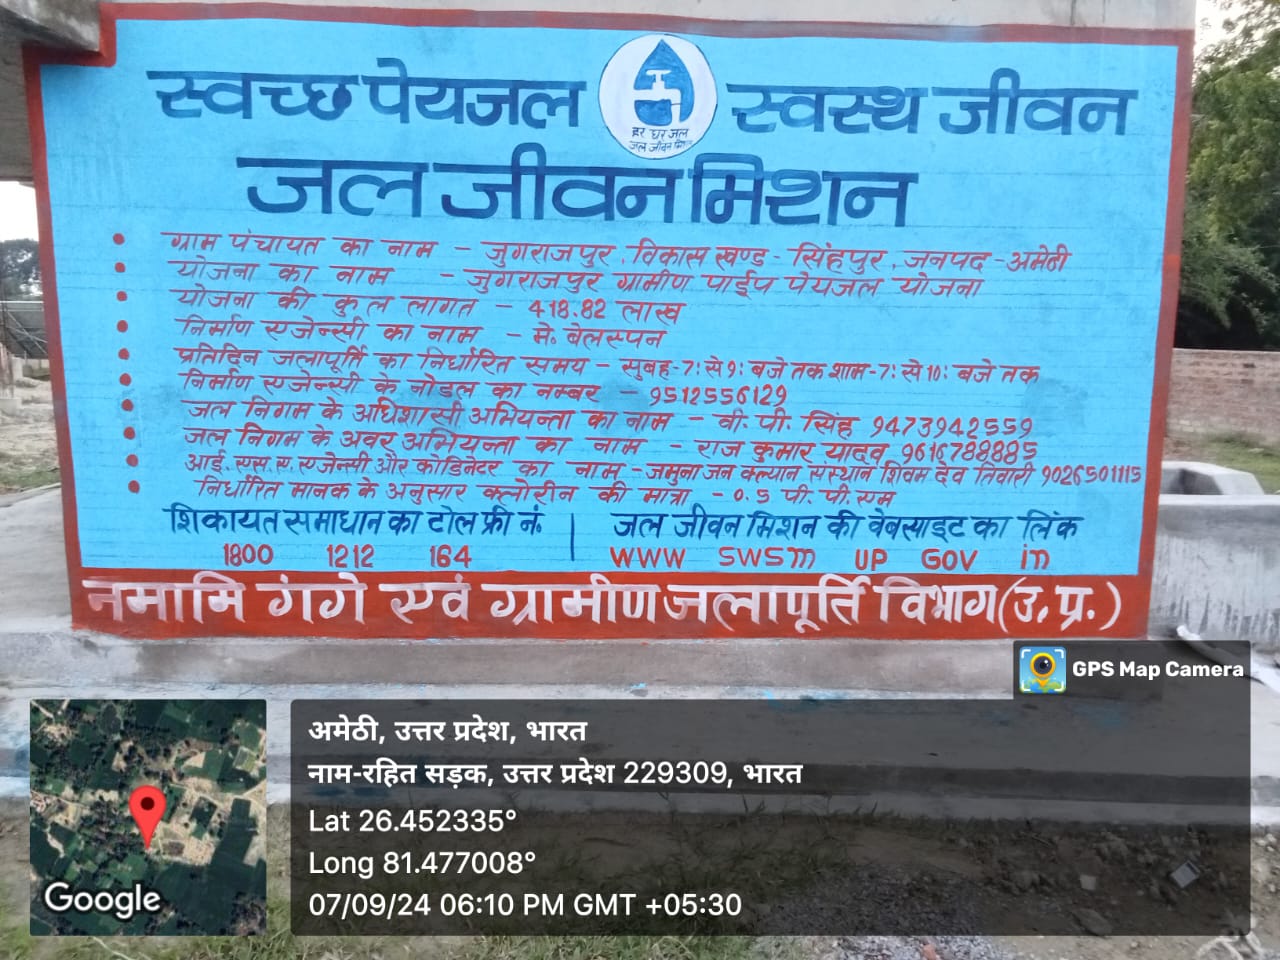 स्वच्छ पेयजल स्वस्थ जीवन
हर घर जल
जल जीवन मिशन
जल जीवन मिशन
ग्राम पंचायत का नाम - जुगराजपुर, विकास खण्ड - सिंहपुर, जनपद - अमेठी
योजना का नाम - जुगराजपुर ग्रामीण पाईप पेयजल योजना
योजना की कुल लागत - 418.82 लाख
निर्माण एजेन्सी का नाम - मे. बेलस्पन
प्रतिदिन जलापूर्ति का निर्धारित समय - सुबह-7:से9: बजे तक शाम-7:से10: बजे तक
निर्माण एजेन्सी के नोडल का नम्बर - 9512556129
जल निगम के अधिशासी अभियन्ता का नाम - वी. पी. सिंह 9473942559
जल निगम के अवर अभियन्ता का नाम - राज कुमार यादव 9616788885
आई. एस. ए. एजेन्सी और कोडिनेटर का नाम - जमुना जन कल्यान संस्थान शिवम देव तिवारी 9026501115
निर्धारित मानक के अनुसार क्लोरीन की मात्रा - 0.5 पी. पी. एम
शिकायत समाधान का टोल फ्री नं. | जल जीवन मिशन की वेबसाइट का लिंक
1800 1212 164 WWW SWSM UP GOV in
नमामि गंगे एवं ग्रामीण जलापूर्ति विभाग (उ. प्र.)
GPS Map Camera
अमेठी, उत्तर प्रदेश, भारत
नाम-रहित सड़क, उत्तर प्रदेश 229309, भारत
Lat 26.452335°
Long 81.477008°
07/09/24 06:10 PM GMT +05:30
Google